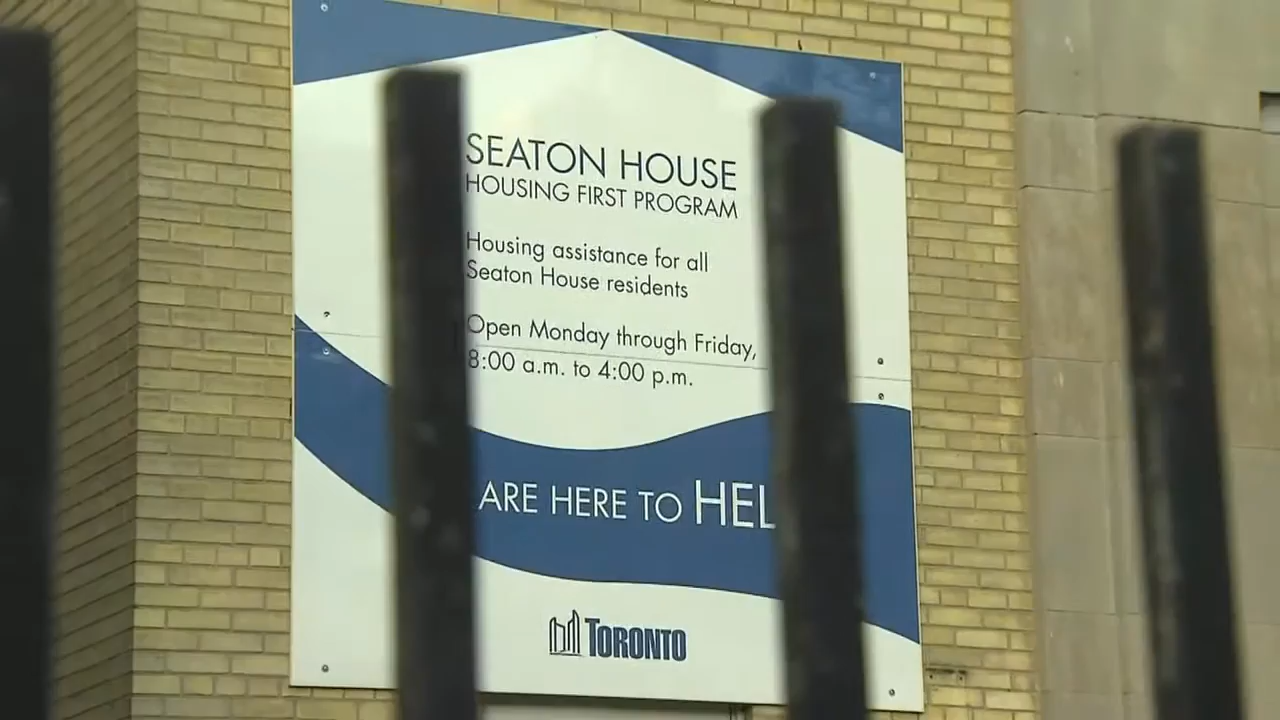 SEATON HOUSE
HOUSING FIRST PROGRAM
Housing assistance for all
Seaton House residents
Open Monday through Friday,
8:00 a.m. to 4:00 p.m.
ARE HERE TO HEL
TORONTO